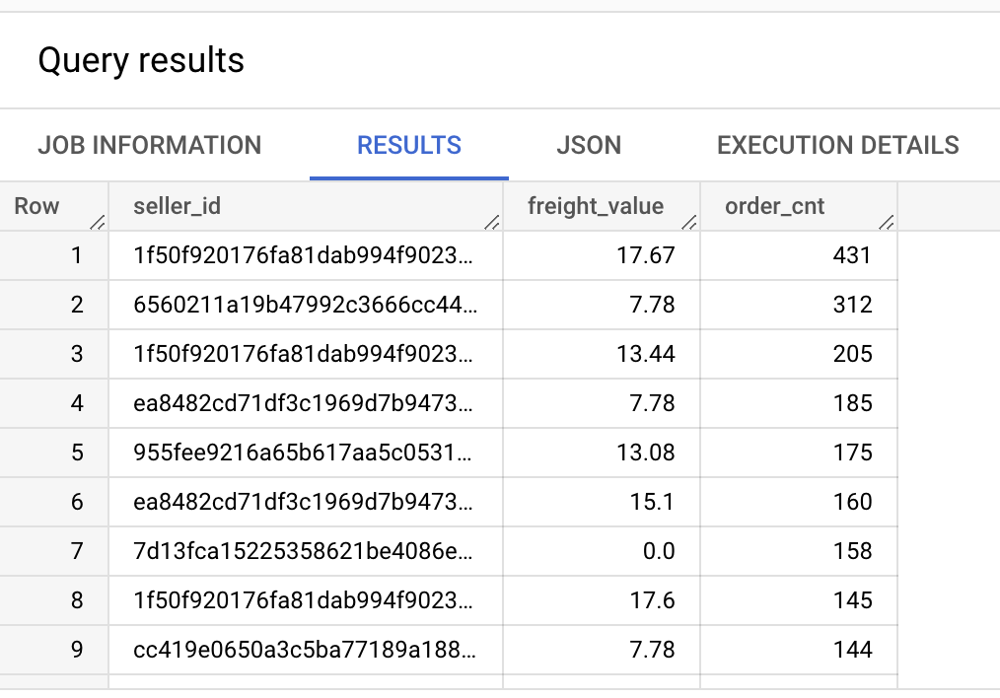 Query results
JOB INFORMATION RESULTS JSON EXECUTION DETAILS
Row seller_id freight_value order_cnt
1 1f50f920176fa81dab994f9023... 17.67 431
2 6560211a19b47992c3666cc44... 7.78 312
3 1f50f920176fa81dab994f9023... 13.44 205
4 ea8482cd71df3c1969d7b9473... 7.78 185
5 955fee9216a65b617aa5c0531... 13.08 175
6 ea8482cd71df3c1969d7b9473... 15.1 160
7 7d13fca15225358621be4086e... 0.0 158
8 1f50f920176fa81dab994f9023... 17.6 145
9 cc419e0650a3c5ba77189a188... 7.78 144